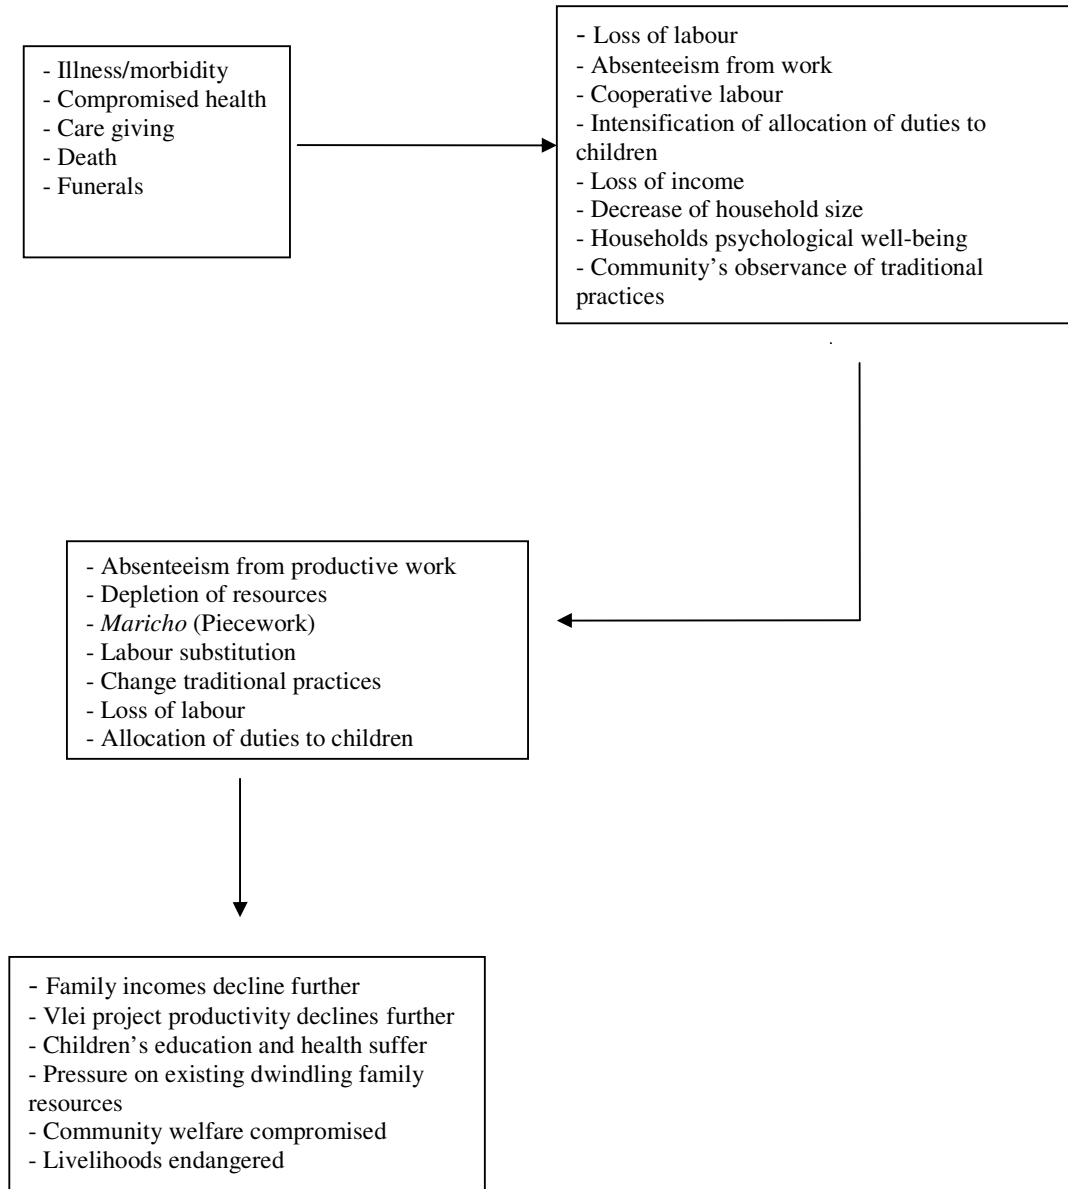 - Illness/morbidity
- Compromised health
- Care giving
- Death
- Funerals
- Loss of labour
- Absenteeism from work
- Cooperative labour
- Intensification of allocation of duties to
children
- Loss of income
- Decrease of household size
- Households psychological well-being
- Community’s observance of traditional
practices
.
- Absenteeism from productive work
- Depletion of resources
- Maricho (Piecework)
- Labour substitution
- Change traditional practices
- Loss of labour
- Allocation of duties to children
- Family incomes decline further
- Vlei project productivity declines further
- Children’s education and health suffer
- Pressure on existing dwindling family
resources
- Community welfare compromised
- Livelihoods endangered